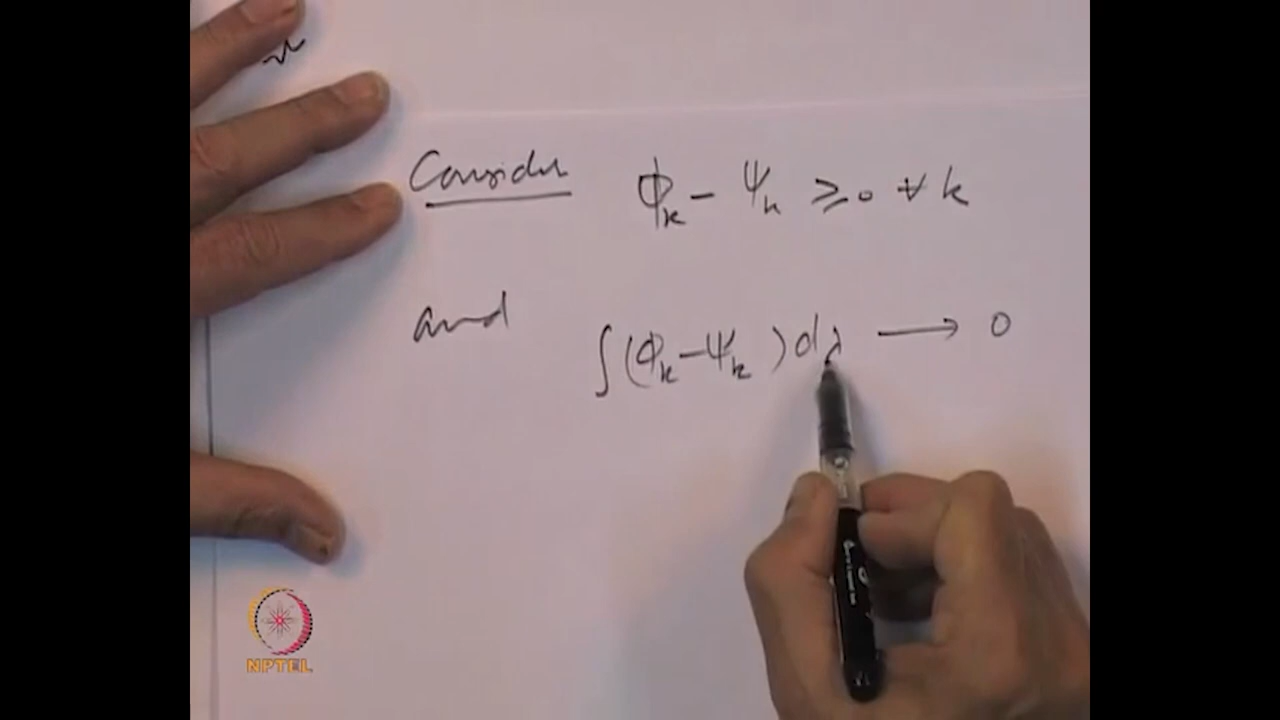 Consider ϕₖ − ψₖ ≥ 0 ∀ k
and ∫(ϕₖ − ψₖ) dλ ⟶ 0
NPTEL